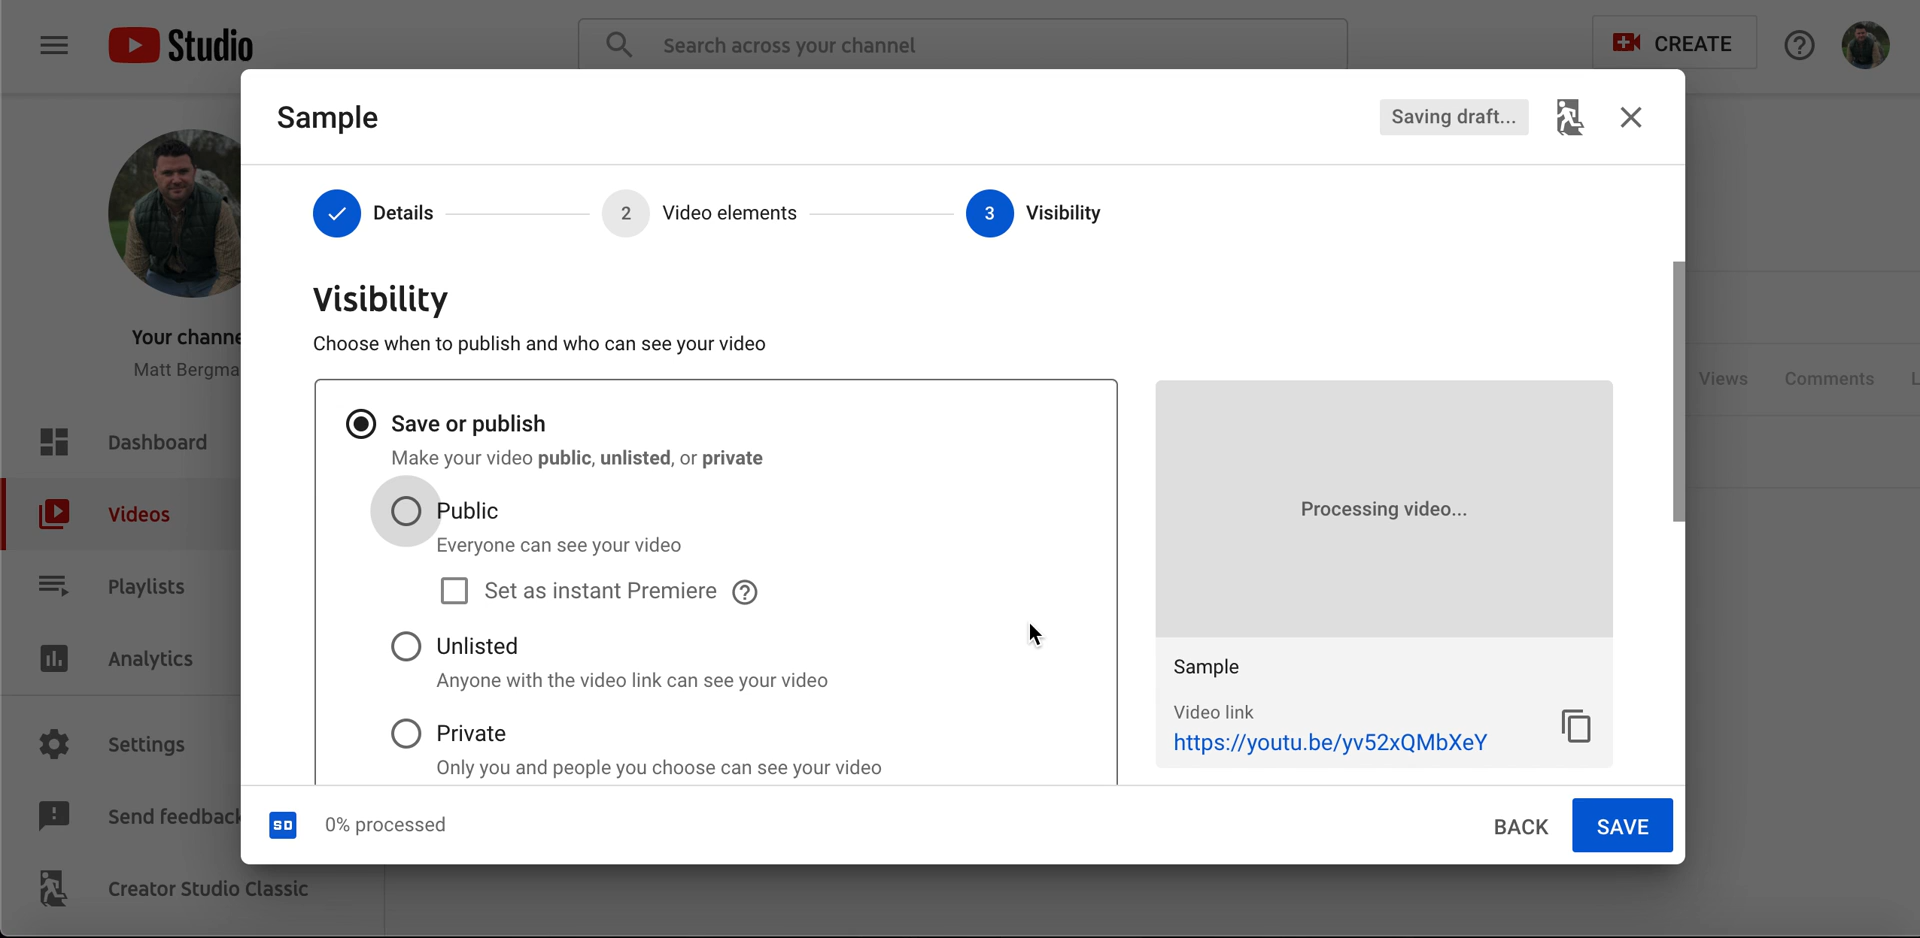 Studio
Search across your channel
CREATE
Sample
Saving draft...
Details
2
Video elements
3
Visibility
Visibility
Choose when to publish and who can see your video
Save or publish
Make your video public, unlisted, or private
Public
Everyone can see your video
Set as instant Premiere
Unlisted
Anyone with the video link can see your video
Private
Only you and people you choose can see your video
Processing video...
Sample
Video link
https://youtu.be/yv52xQMbXeY
SD
0% processed
BACK
SAVE
Your channe
Matt Bergma
Dashboard
Videos
Playlists
Analytics
Settings
Send feedback
Creator Studio Classic
Views
Comments
L